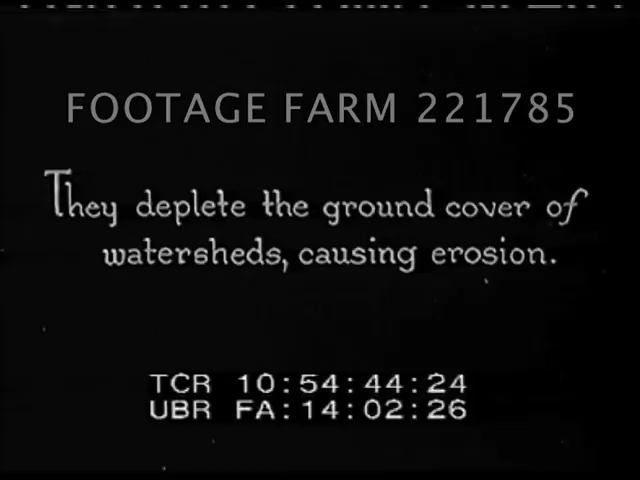 FOOTAGE FARM 221785
They deplete the ground cover of
watersheds, causing erosion.
TCR 10:54:44:24
UBR FA:14:02:26